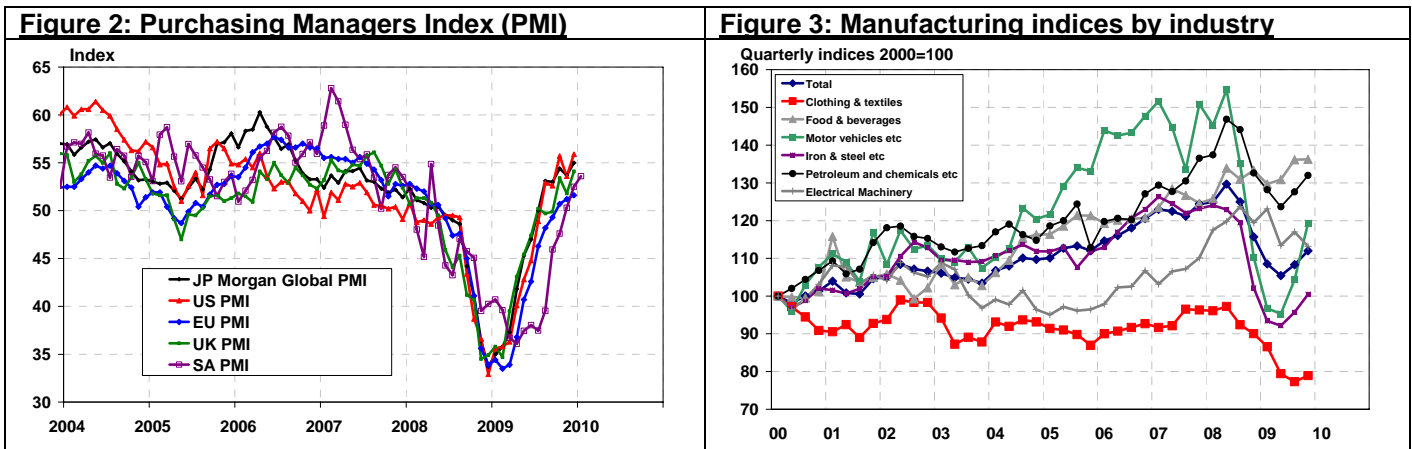 Figure 2: Purchasing Managers Index (PMI)
Index
65
60
55
50
45
40
35
30
2004 2005 2006 2007 2008 2009 2010
JP Morgan Global PMI
US PMI
EU PMI
UK PMI
SA PMI
Figure 3: Manufacturing indices by industry
Quarterly indices 2000=100
160
150
140
130
120
110
100
90
80
70
00 01 02 03 04 05 06 07 08 09 10
Total
Clothing & textiles
Food & beverages
Motor vehicles etc
Iron & steel etc
Petroleum and chemicals etc
Electrical Machinery